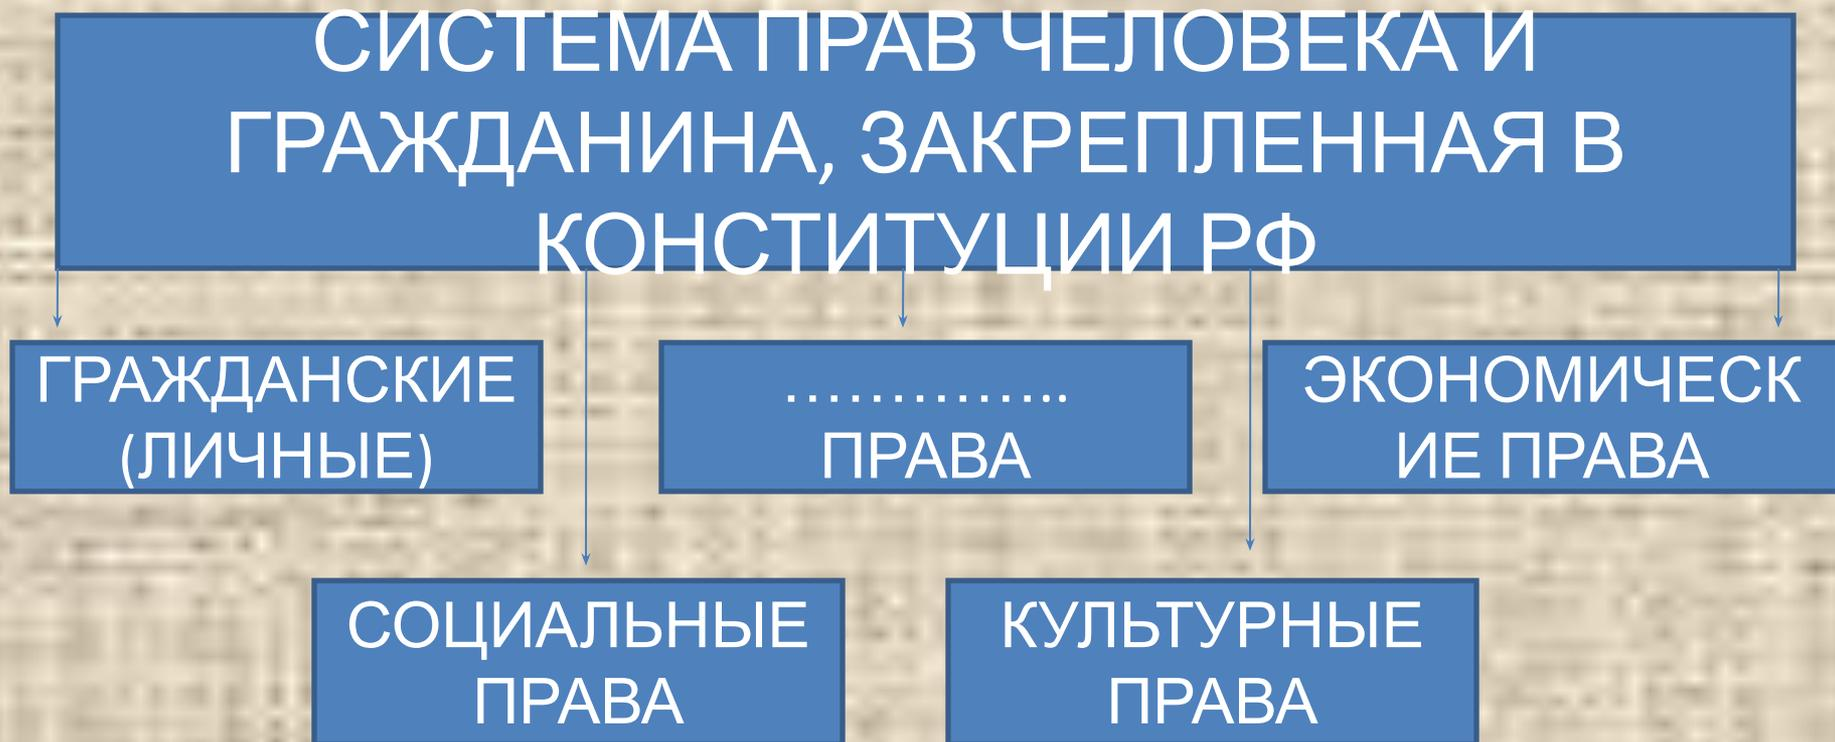 СИСТЕМА ПРАВ ЧЕЛОВЕКА И
ГРАЖДАНИНА, ЗАКРЕПЛЕННАЯ В
КОНСТИТУЦИИ РФ
ГРАЖДАНСКИЕ
(ЛИЧНЫЕ)
…………..
ПРАВА
ЭКОНОМИЧЕСК
ИЕ ПРАВА
СОЦИАЛЬНЫЕ
ПРАВА
КУЛЬТУРНЫЕ
ПРАВА